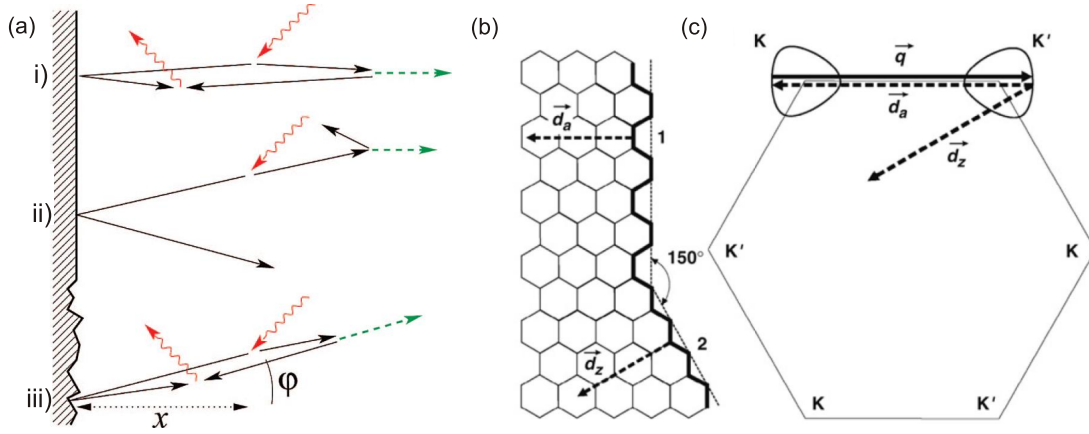 (a)
i)
ii)
iii)
x
φ
(b)
d_a
1
150°
2
d_z
(c)
K
K′
q
d_a
d_z
K′
K
K
K′